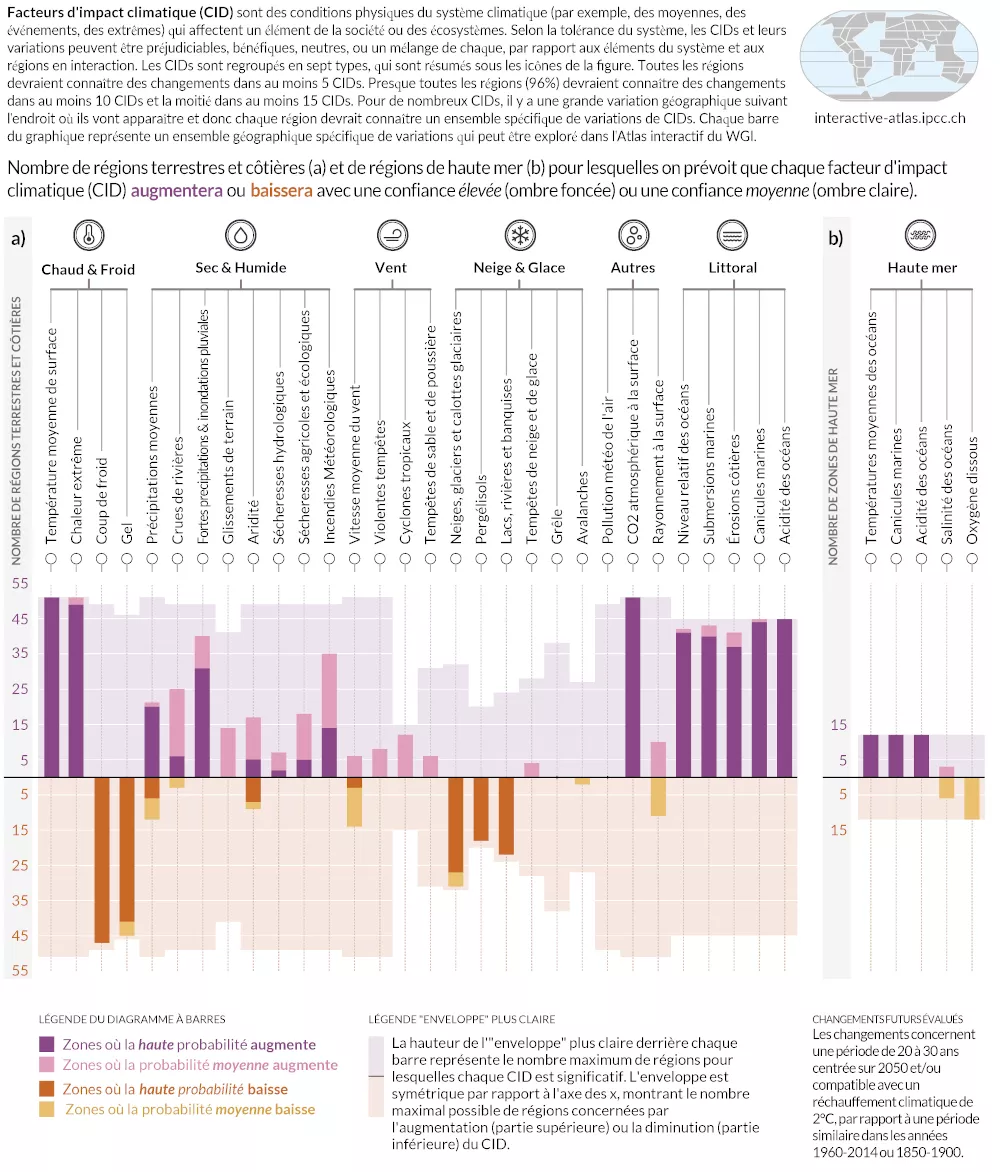 Facteurs d'impact climatique (CID) sont des conditions physiques du système climatique (par exemple, des moyennes, des
événements, des extrêmes) qui affectent un élément de la société ou des écosystèmes. Selon la tolérance du système, les CIDs et leurs
variations peuvent être préjudiciables, bénéfiques, neutres, ou un mélange de chaque, par rapport aux éléments du système et aux
régions en interaction. Les CIDs sont regroupés en sept types, qui sont résumés sous les icônes de la figure. Toutes les régions
devraient connaître des changements dans au moins 5 CIDs. Presque toutes les régions (96%) devraient connaître des changements
dans au moins 10 CIDs et la moitié dans au moins 15 CIDs. Pour de nombreux CIDs, il y a une grande variation géographique suivant
l'endroit où ils vont apparaître et donc chaque région devrait connaître un ensemble spécifique de variations de CIDs. Chaque barre
du graphique représente un ensemble géographique spécifique de variations qui peut être exploré dans l'Atlas interactif du WGI.
interactive-atlas.ipcc.ch
Nombre de régions terrestres et côtières (a) et de régions de haute mer (b) pour lesquelles on prévoit que chaque facteur d'impact
climatique (CID) augmentera ou baissera avec une confiance élevée (ombre foncée) ou une confiance moyenne (ombre claire).
a)
Chaud & Froid
Sec & Humide
Vent
Neige & Glace
Autres
Littoral
NOMBRE DE RÉGIONS TERRESTRES ET CÔTIÈRES
Température moyenne de surface
Chaleur extrême
Coup de froid
Gel
Précipitations moyennes
Crues de rivières
Fortes precipitations & inondations pluviales
Glissements de terrain
Aridité
Sécheresses hydrologiques
Sécheresses agricoles et écologiques
Incendies Météorologiques
Vitesse moyenne du vent
Violentes tempêtes
Cyclones tropicaux
Tempêtes de sable et de poussière
Neiges, glaciers et calottes glaciaires
Pergélisols
Lacs, rivières et banquises
Tempêtes de neige et de glace
Grêle
Avalanches
Pollution météo de l'air
CO2 atmosphérique à la surface
Rayonnement à la surface
Niveau relatif des océans
Submersions marines
Érosions côtières
Canicules marines
Acidité des océans
55
45
35
25
15
5
5
15
25
35
45
55
b)
Haute mer
NOMBRE DE ZONES DE HAUTE MER
Températures moyennes des océans
Canicules marines
Acidité des océans
Salinité des océans
Oxygène dissous
15
5
5
15
LÉGENDE DU DIAGRAMME À BARRES
Zones où la haute probabilité augmente
Zones où la probabilité moyenne augmente
Zones où la haute probabilité baisse
Zones où la probabilité moyenne baisse
LÉGENDE "ENVELOPPE" PLUS CLAIRE
La hauteur de l'"enveloppe" plus claire derrière chaque
barre représente le nombre maximum de régions pour
lesquelles chaque CID est significatif. L'enveloppe est
symétrique par rapport à l'axe des x, montrant le nombre
maximal possible de régions concernées par
l'augmentation (partie supérieure) ou la diminution (partie
inférieure) du CID.
CHANGEMENTS FUTURS ÉVALUÉS
Les changements concernent
une période de 20 à 30 ans
centrée sur 2050 et/ou
compatible avec un
réchauffement climatique de
2°C, par rapport à une période
similaire dans les années
1960-2014 ou 1850-1900.